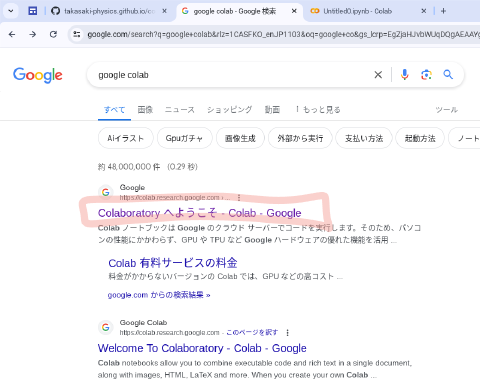 takasaki-physics.github.io/ca
google colab - Google 検索
Untitled0.ipynb - Colab
google.com/search?q=google+colab&rlz=1CASFKO_enJP1103&oq=google+co&gs_lcrp=
Google
google colab
すべて 画像 ニュース ショッピング 動画 もっと見る ツール
Aiイラスト Gpuガチャ 画像生成 外部から実行 支払い方法 起動方法 ノート
約 48,000,000 件 (0.29 秒)
Google
https://colab.research.google.com › ...
Colaboratory へようこそ - Colab - Google
Colab ノートブックは Google のクラウド サーバーでコードを実行します。そのため、パソコ
ンの性能にかかわらず、GPU や TPU など Google ハードウェアの優れた機能を活用 ...
Colab 有料サービスの料金
料金がかからないバージョンの Colab では、GPU などの高コスト ...
google.com からの検索結果 »
Google Colab
https://colab.research.google.com · このページを訳す
Welcome To Colaboratory - Colab - Google
Colab notebooks allow you to combine executable code and rich text in a single document,
along with images, HTML, LaTeX and more. When you create your own Colab ...